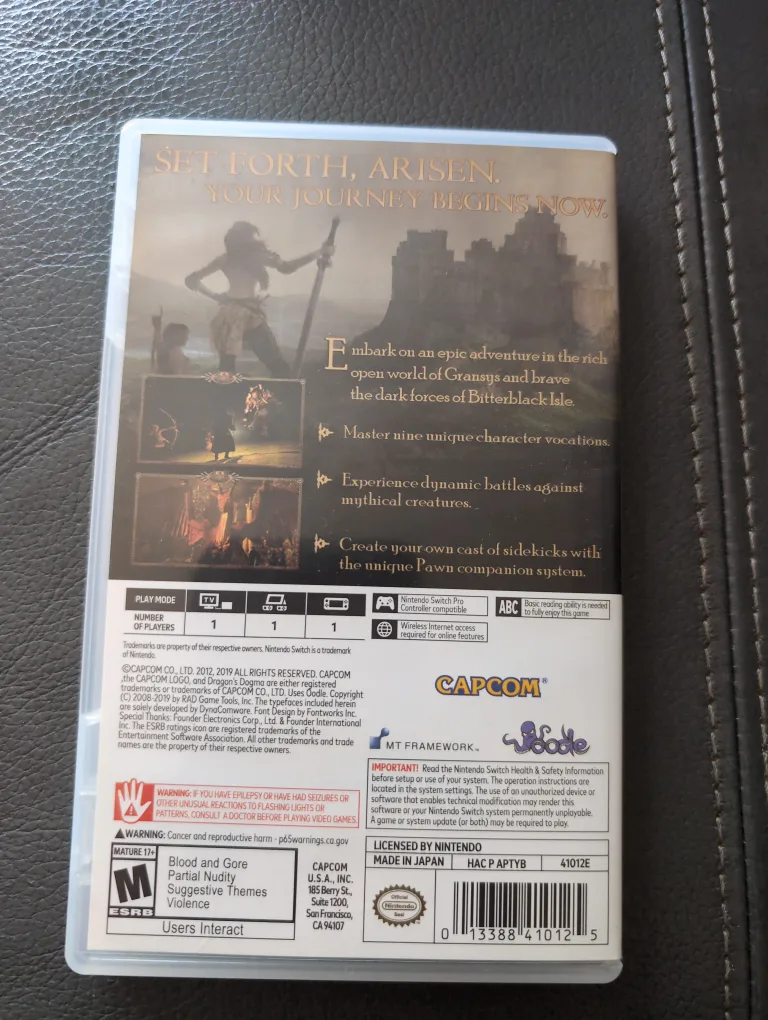 SET FORTH, ARISEN.
YOUR JOURNEY BEGINS NOW.
Embark on an epic adventure in the rich
open world of Gransys and brave
the dark forces of Bitterblack Isle.
Master nine unique character vocations.
Experience dynamic battles against
mythical creatures.
Create your own cast of sidekicks with
the unique Pawn companion system.
PLAY MODE
TV
NUMBER
OF PLAYERS
1
1
1
Nintendo Switch Pro
Controller compatible
ABC
Basic reading ability is needed
to fully enjoy this game
Wireless Internet access
required for online features
Trademarks are property of their respective owners. Nintendo Switch is a trademark
of Nintendo.
©CAPCOM CO., LTD. 2012, 2019 ALL RIGHTS RESERVED. CAPCOM
,the CAPCOM LOGO, and Dragon's Dogma are either registered
trademarks or trademarks of CAPCOM CO., LTD. Uses Oodle. Copyright
(C) 2008-2019 by RAD Game Tools, Inc. The typefaces included herein
are solely developed by DynaComware. Font Design by Fontworks Inc.
Special Thanks: Founder Electronics Corp., Ltd. & Founder International
Inc. The ESRB ratings icon are registered trademarks of the
Entertainment Software Association. All other trademarks and trade
names are the property of their respective owners.
CAPCOM®
MT FRAMEWORK™
Oodle
WARNING: IF YOU HAVE EPILEPSY OR HAVE HAD SEIZURES OR
OTHER UNUSUAL REACTIONS TO FLASHING LIGHTS OR
PATTERNS, CONSULT A DOCTOR BEFORE PLAYING VIDEO GAMES.
IMPORTANT! Read the Nintendo Switch Health & Safety Information
before setup or use of your system. The operation instructions are
located in the system settings. The use of an unauthorized device or
software that enables technical modification may render this
software or your Nintendo Switch system permanently unplayable.
A game or system update (or both) may be required to play.
WARNING: Cancer and reproductive harm - p65warnings.ca.gov
MATURE 17+
M
ESRB
Blood and Gore
Partial Nudity
Suggestive Themes
Violence
Users Interact
CAPCOM
U.S.A., INC.
185 Berry St.,
Suite 1200,
San Francisco,
CA 94107
LICENSED BY NINTENDO
MADE IN JAPAN
HAC P APTYB
41012E
Official
Nintendo
Seal
0 13388 41012 5